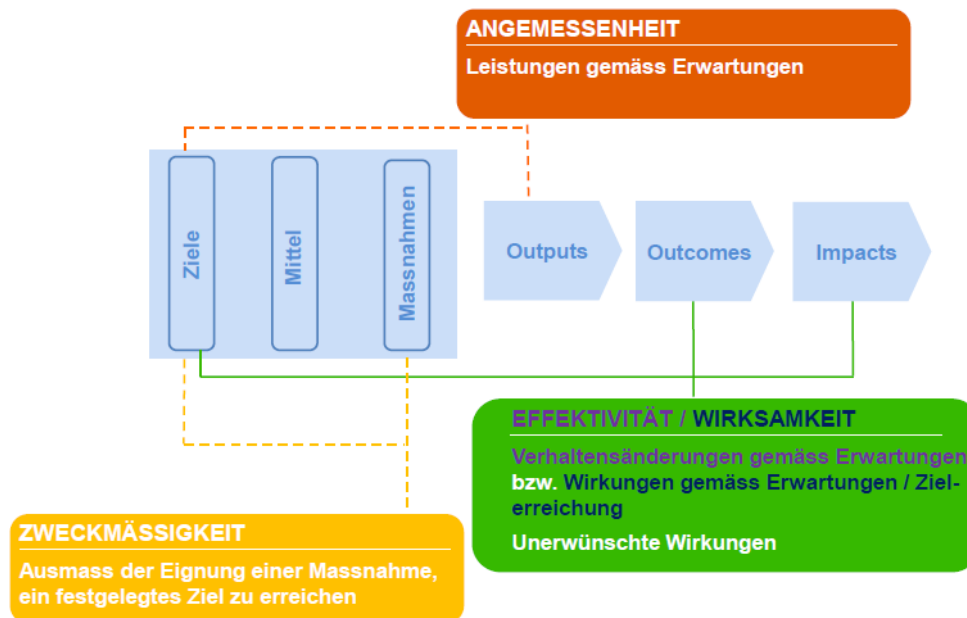 ANGEMESSENHEIT
Leistungen gemäss Erwartungen
Ziele
Mittel
Massnahmen
Outputs
Outcomes
Impacts
EFFEKTIVITÄT / WIRKSAMKEIT
Verhaltensänderungen gemäss Erwartungen
bzw. Wirkungen gemäss Erwartungen / Ziel-
erreichung
Unerwünschte Wirkungen
ZWECKMÄSSIGKEIT
Ausmass der Eignung einer Massnahme,
ein festgelegtes Ziel zu erreichen